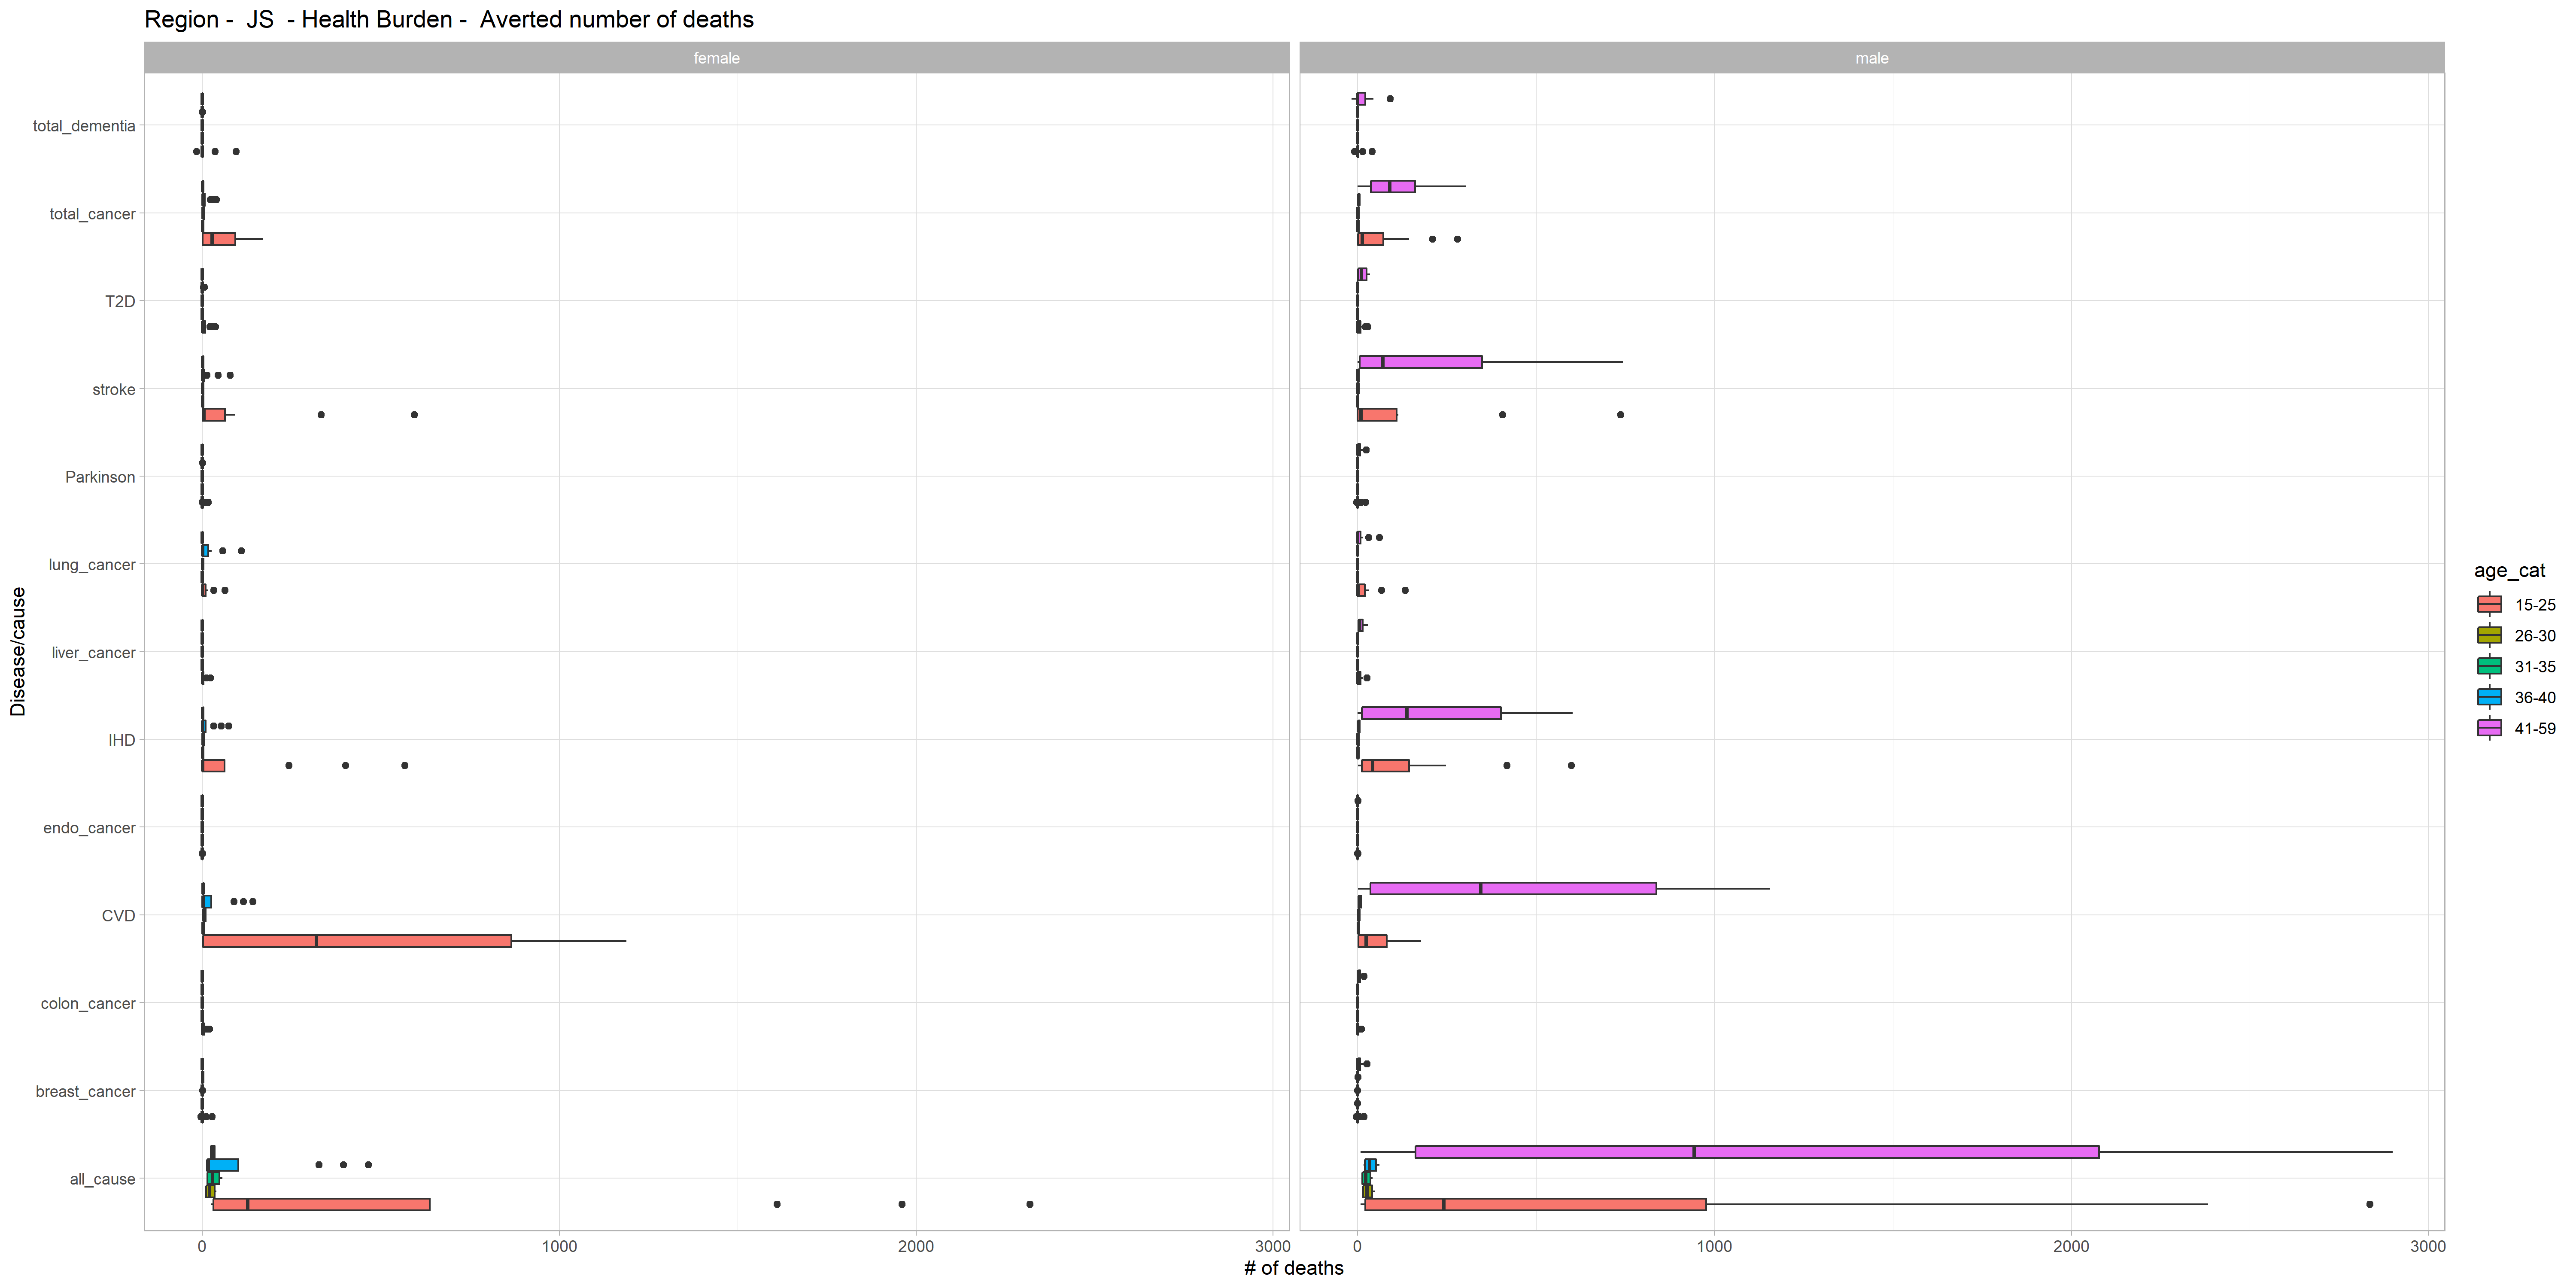 Region -  JS  - Health Burden -  Averted number of deaths
female
male
total_dementia
total_cancer
T2D
stroke
Parkinson
lung_cancer
liver_cancer
IHD
endo_cancer
CVD
colon_cancer
breast_cancer
all_cause
Disease/cause
0
1000
2000
3000
0
1000
2000
3000
# of deaths
age_cat
15-25
26-30
31-35
36-40
41-59